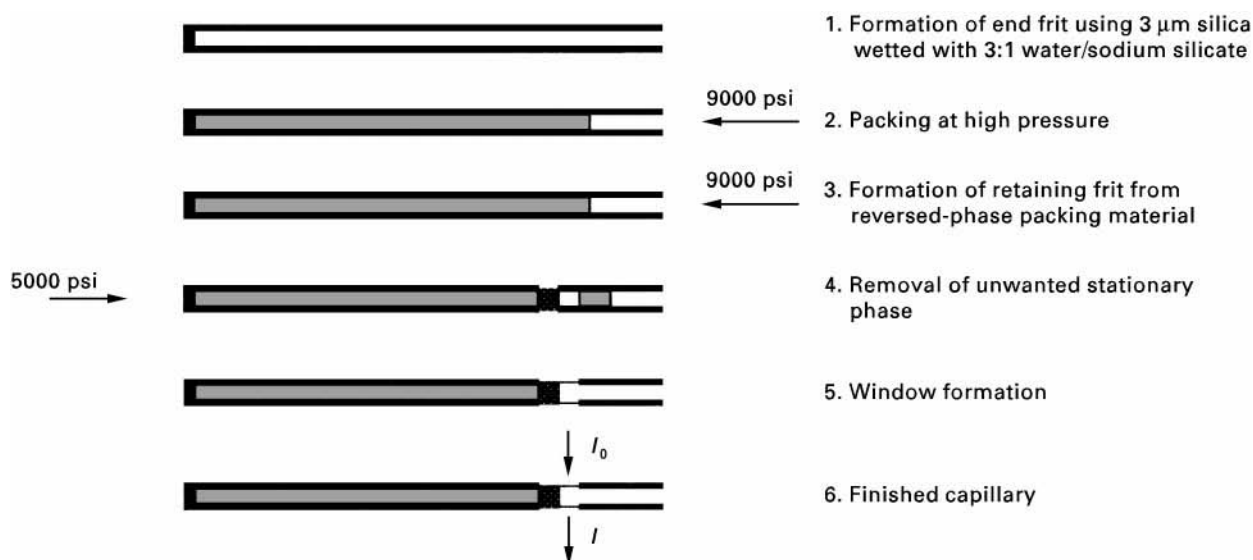 1. Formation of end frit using 3 μm silica
wetted with 3:1 water/sodium silicate
9000 psi
2. Packing at high pressure
9000 psi
3. Formation of retaining frit from
reversed-phase packing material
5000 psi
4. Removal of unwanted stationary
phase
5. Window formation
I₀
6. Finished capillary
I